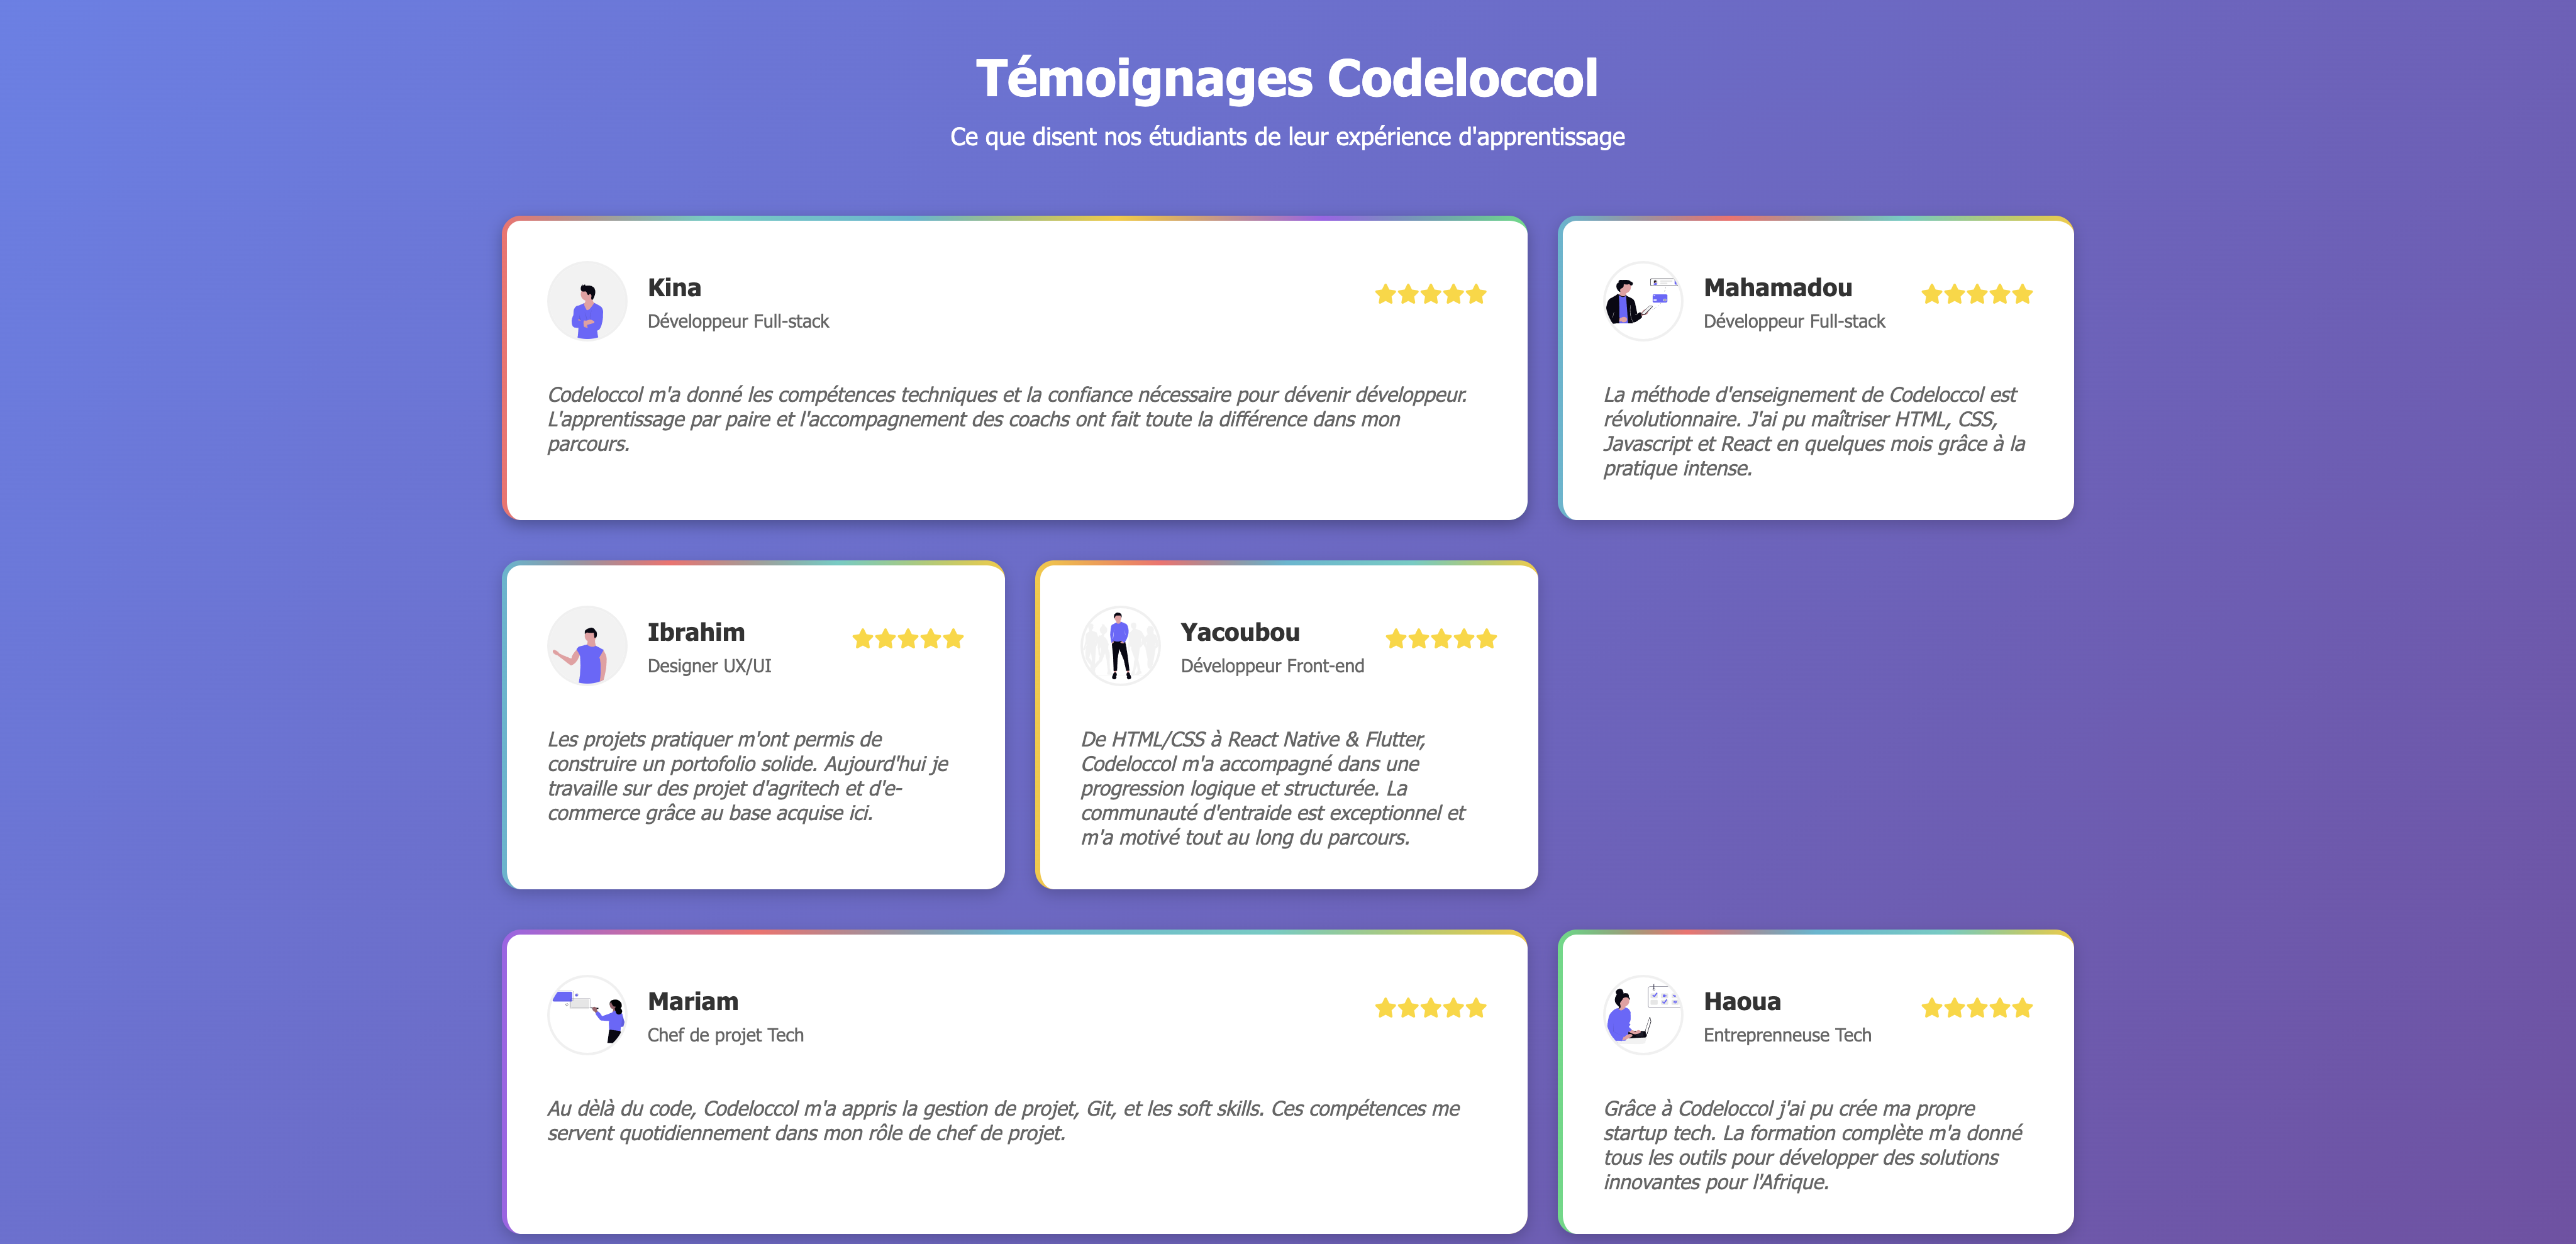 Témoignages Codeloccol
Ce que disent nos étudiants de leur expérience d'apprentissage
Kina
Développeur Full-stack
Codeloccol m'a donné les compétences techniques et la confiance nécessaire pour dévenir développeur.
L'apprentissage par paire et l'accompagnement des coachs ont fait toute la différence dans mon
parcours.
Mahamadou
Développeur Full-stack
La méthode d'enseignement de Codeloccol est
révolutionnaire. J'ai pu maîtriser HTML, CSS,
Javascript et React en quelques mois grâce à la
pratique intense.
Ibrahim
Designer UX/UI
Les projets pratiquer m'ont permis de
construire un portofolio solide. Aujourd'hui je
travaille sur des projet d'agritech et d'e-
commerce grâce au base acquise ici.
Yacoubou
Développeur Front-end
De HTML/CSS à React Native & Flutter,
Codeloccol m'a accompagné dans une
progression logique et structurée. La
communauté d'entraide est exceptionnel et
m'a motivé tout au long du parcours.
Mariam
Chef de projet Tech
Au dèlà du code, Codeloccol m'a appris la gestion de projet, Git, et les soft skills. Ces compétences me
servent quotidiennement dans mon rôle de chef de projet.
Haoua
Entreprenneuse Tech
Grâce à Codeloccol j'ai pu crée ma propre
startup tech. La formation complète m'a donné
tous les outils pour développer des solutions
innovantes pour l'Afrique.